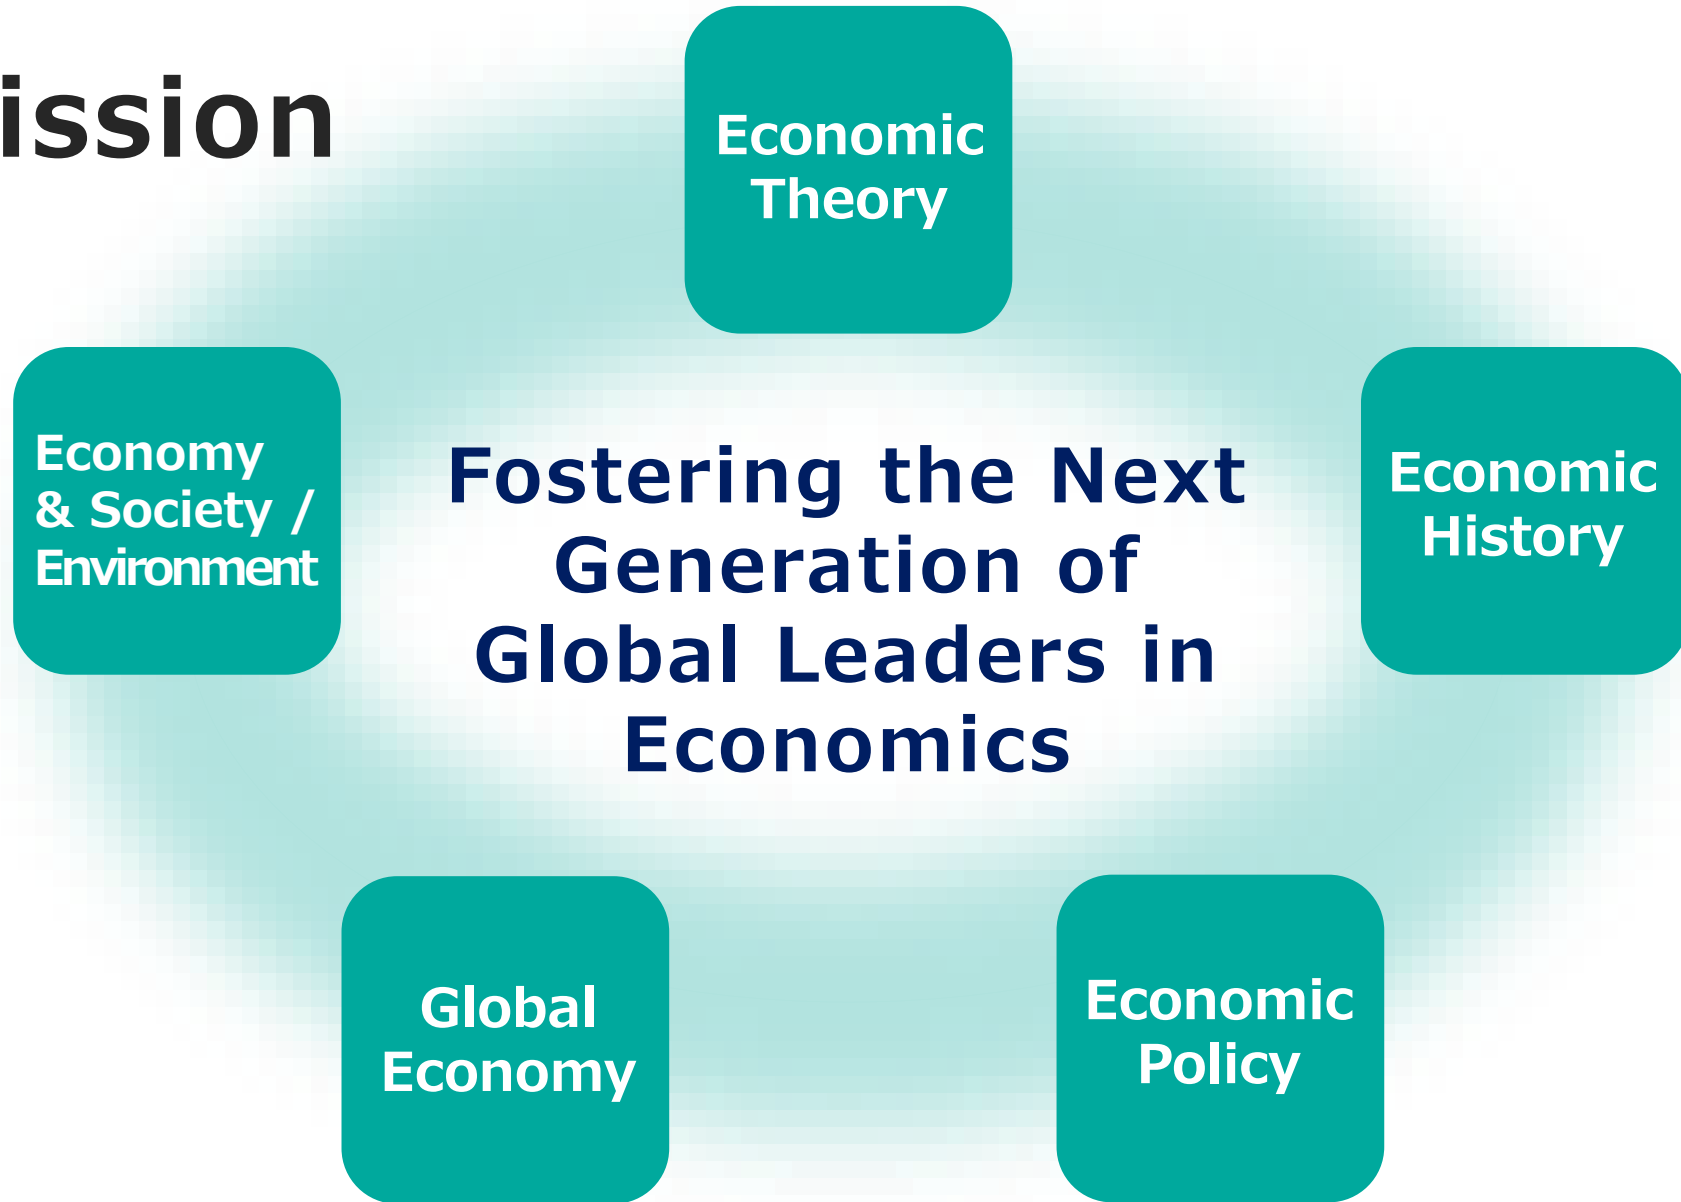 ission
Economic
Theory
Economy
& Society /
Environment
Fostering the Next
Generation of
Global Leaders in
Economics
Economic
History
Global
Economy
Economic
Policy